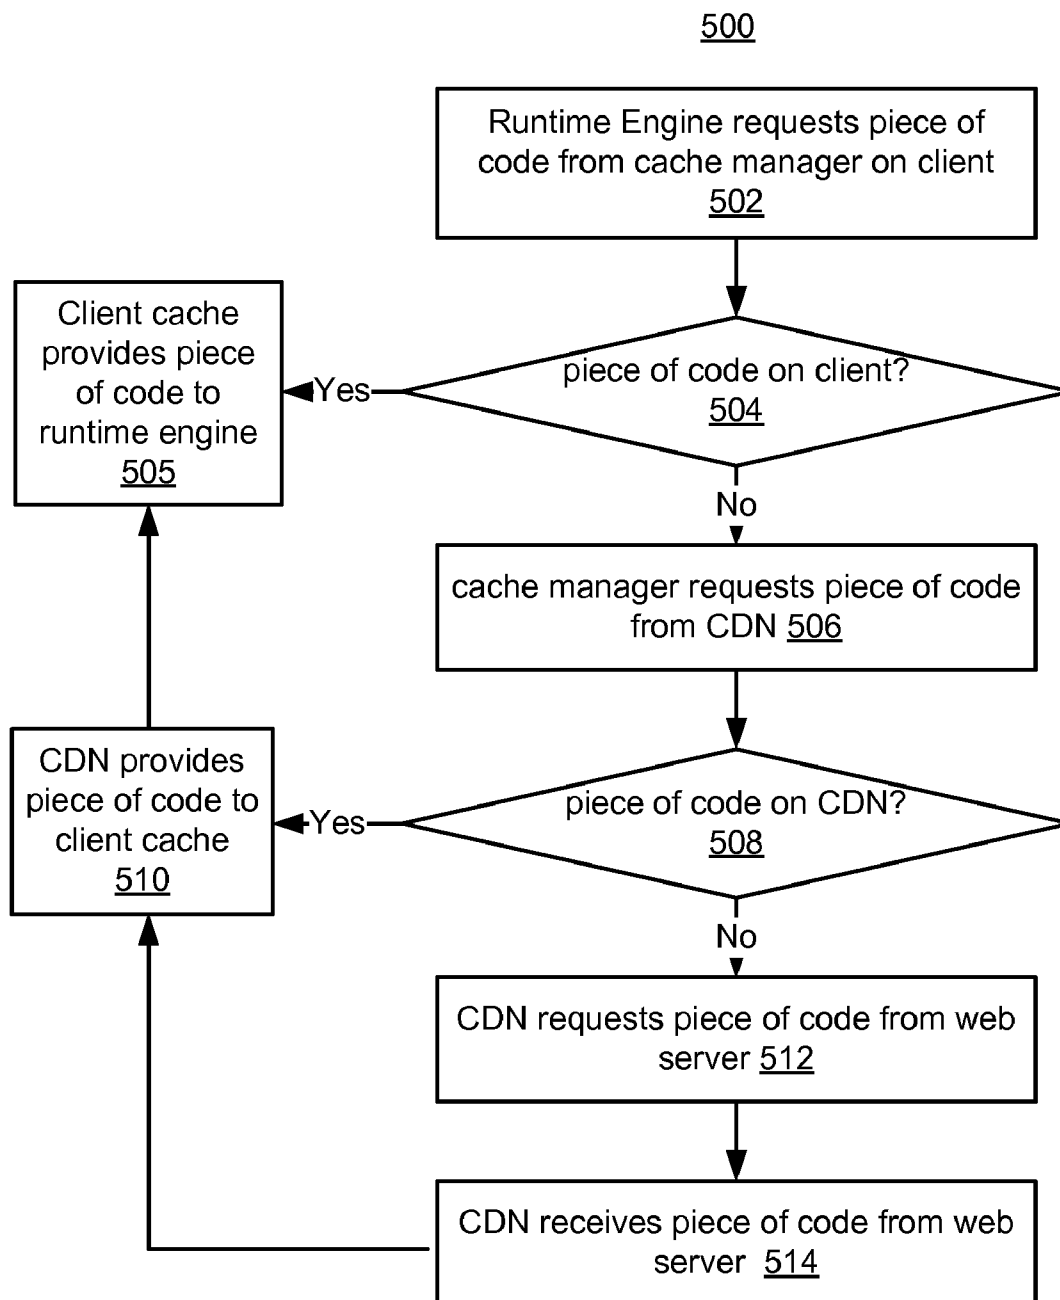 500
Runtime Engine requests piece of
code from cache manager on client
502
Client cache
provides piece
of code to
runtime engine
505
piece of code on client?
504
Yes
No
cache manager requests piece of code
from CDN 506
CDN provides
piece of code to
client cache
510
piece of code on CDN?
508
Yes
No
CDN requests piece of code from web
server 512
CDN receives piece of code from web
server 514